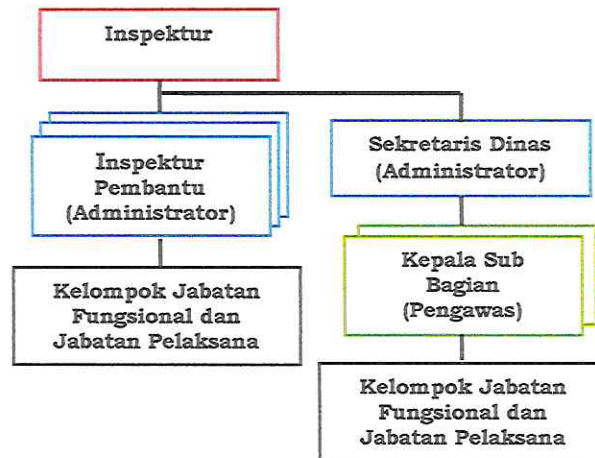 Inspektur
Inspektur
Pembantu
(Administrator)
Sekretaris Dinas
(Administrator)
Kepala Sub
Bagian
(Pengawas)
Kelompok Jabatan
Fungsional dan
Jabatan Pelaksana
Kelompok Jabatan
Fungsional dan
Jabatan Pelaksana